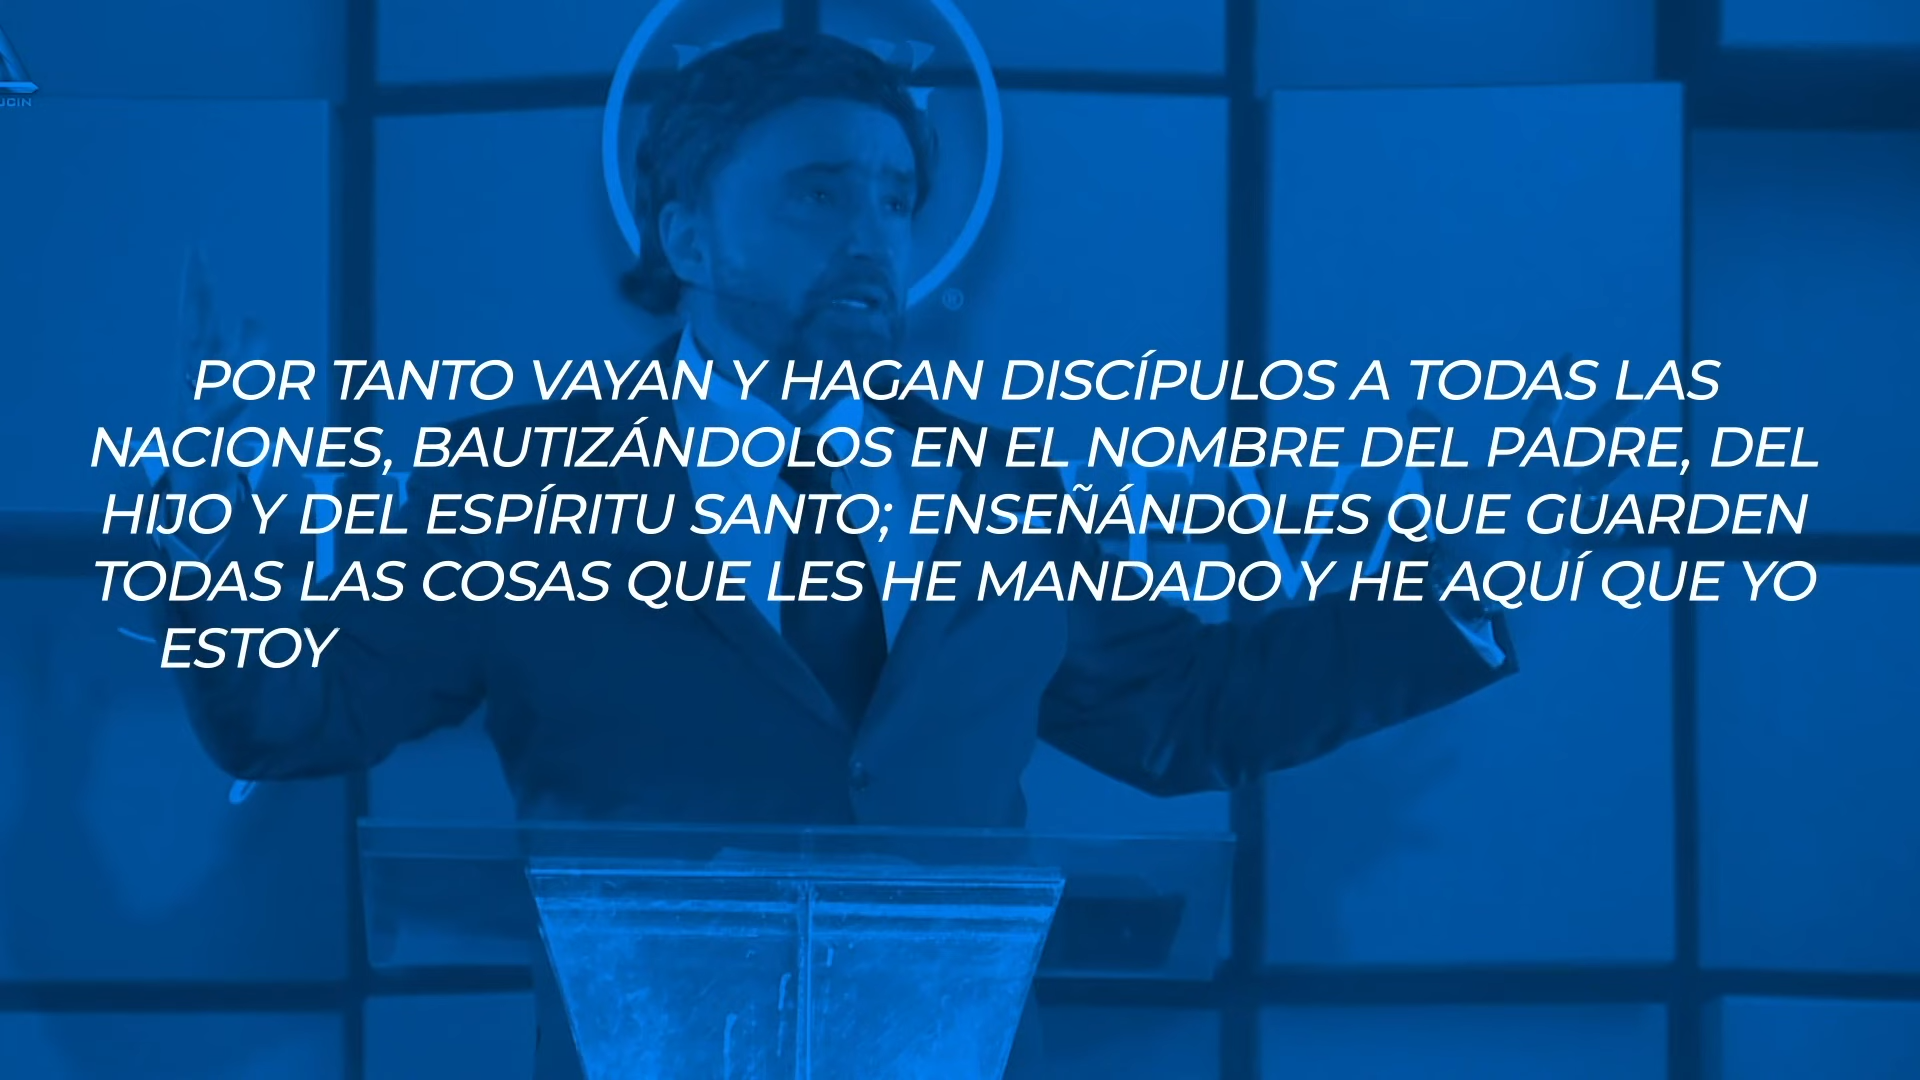 POR TANTO VAYAN Y HAGAN DISCÍPULOS A TODAS LAS
NACIONES, BAUTIZÁNDOLOS EN EL NOMBRE DEL PADRE, DEL
HIJO Y DEL ESPÍRITU SANTO; ENSEÑÁNDOLES QUE GUARDEN
TODAS LAS COSAS QUE LES HE MANDADO Y HE AQUÍ QUE YO
ESTOY